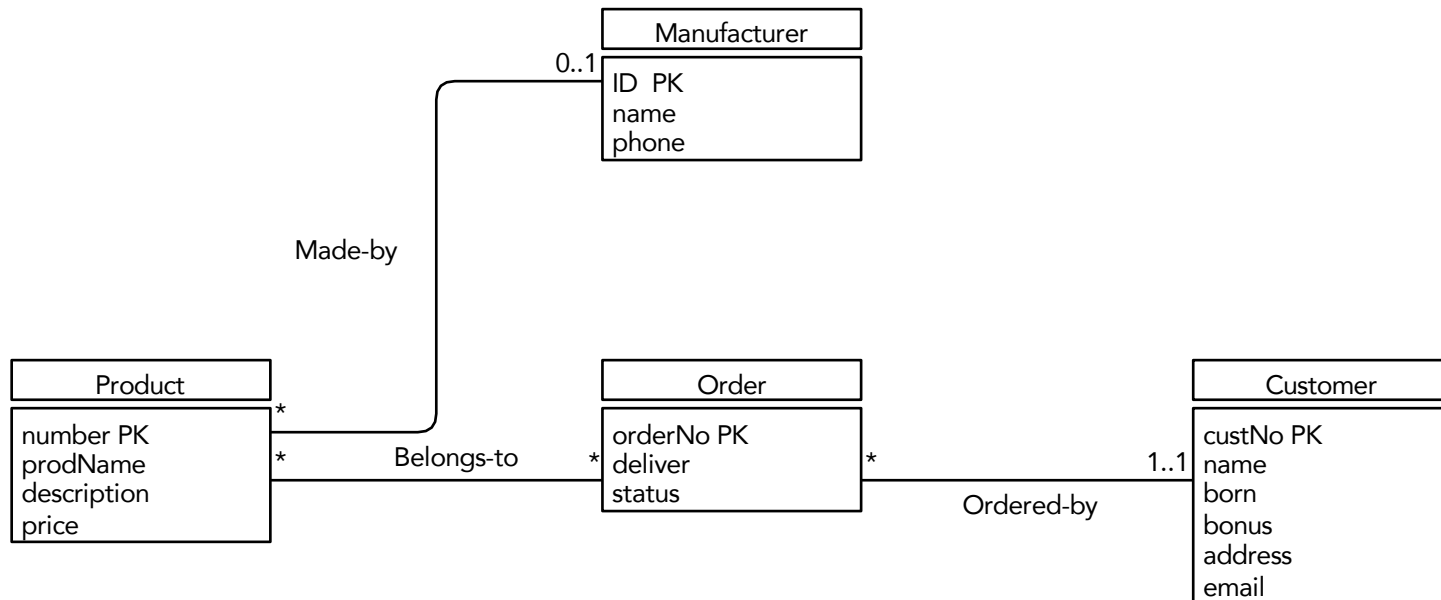 Manufacturer
0..1
ID PK
name
phone
Made-by
Product
*
number PK
*
prodName
description
price
Belongs-to
Order
*
orderNo PK
deliver
status
*
1..1
Ordered-by
Customer
custNo PK
name
born
bonus
address
email